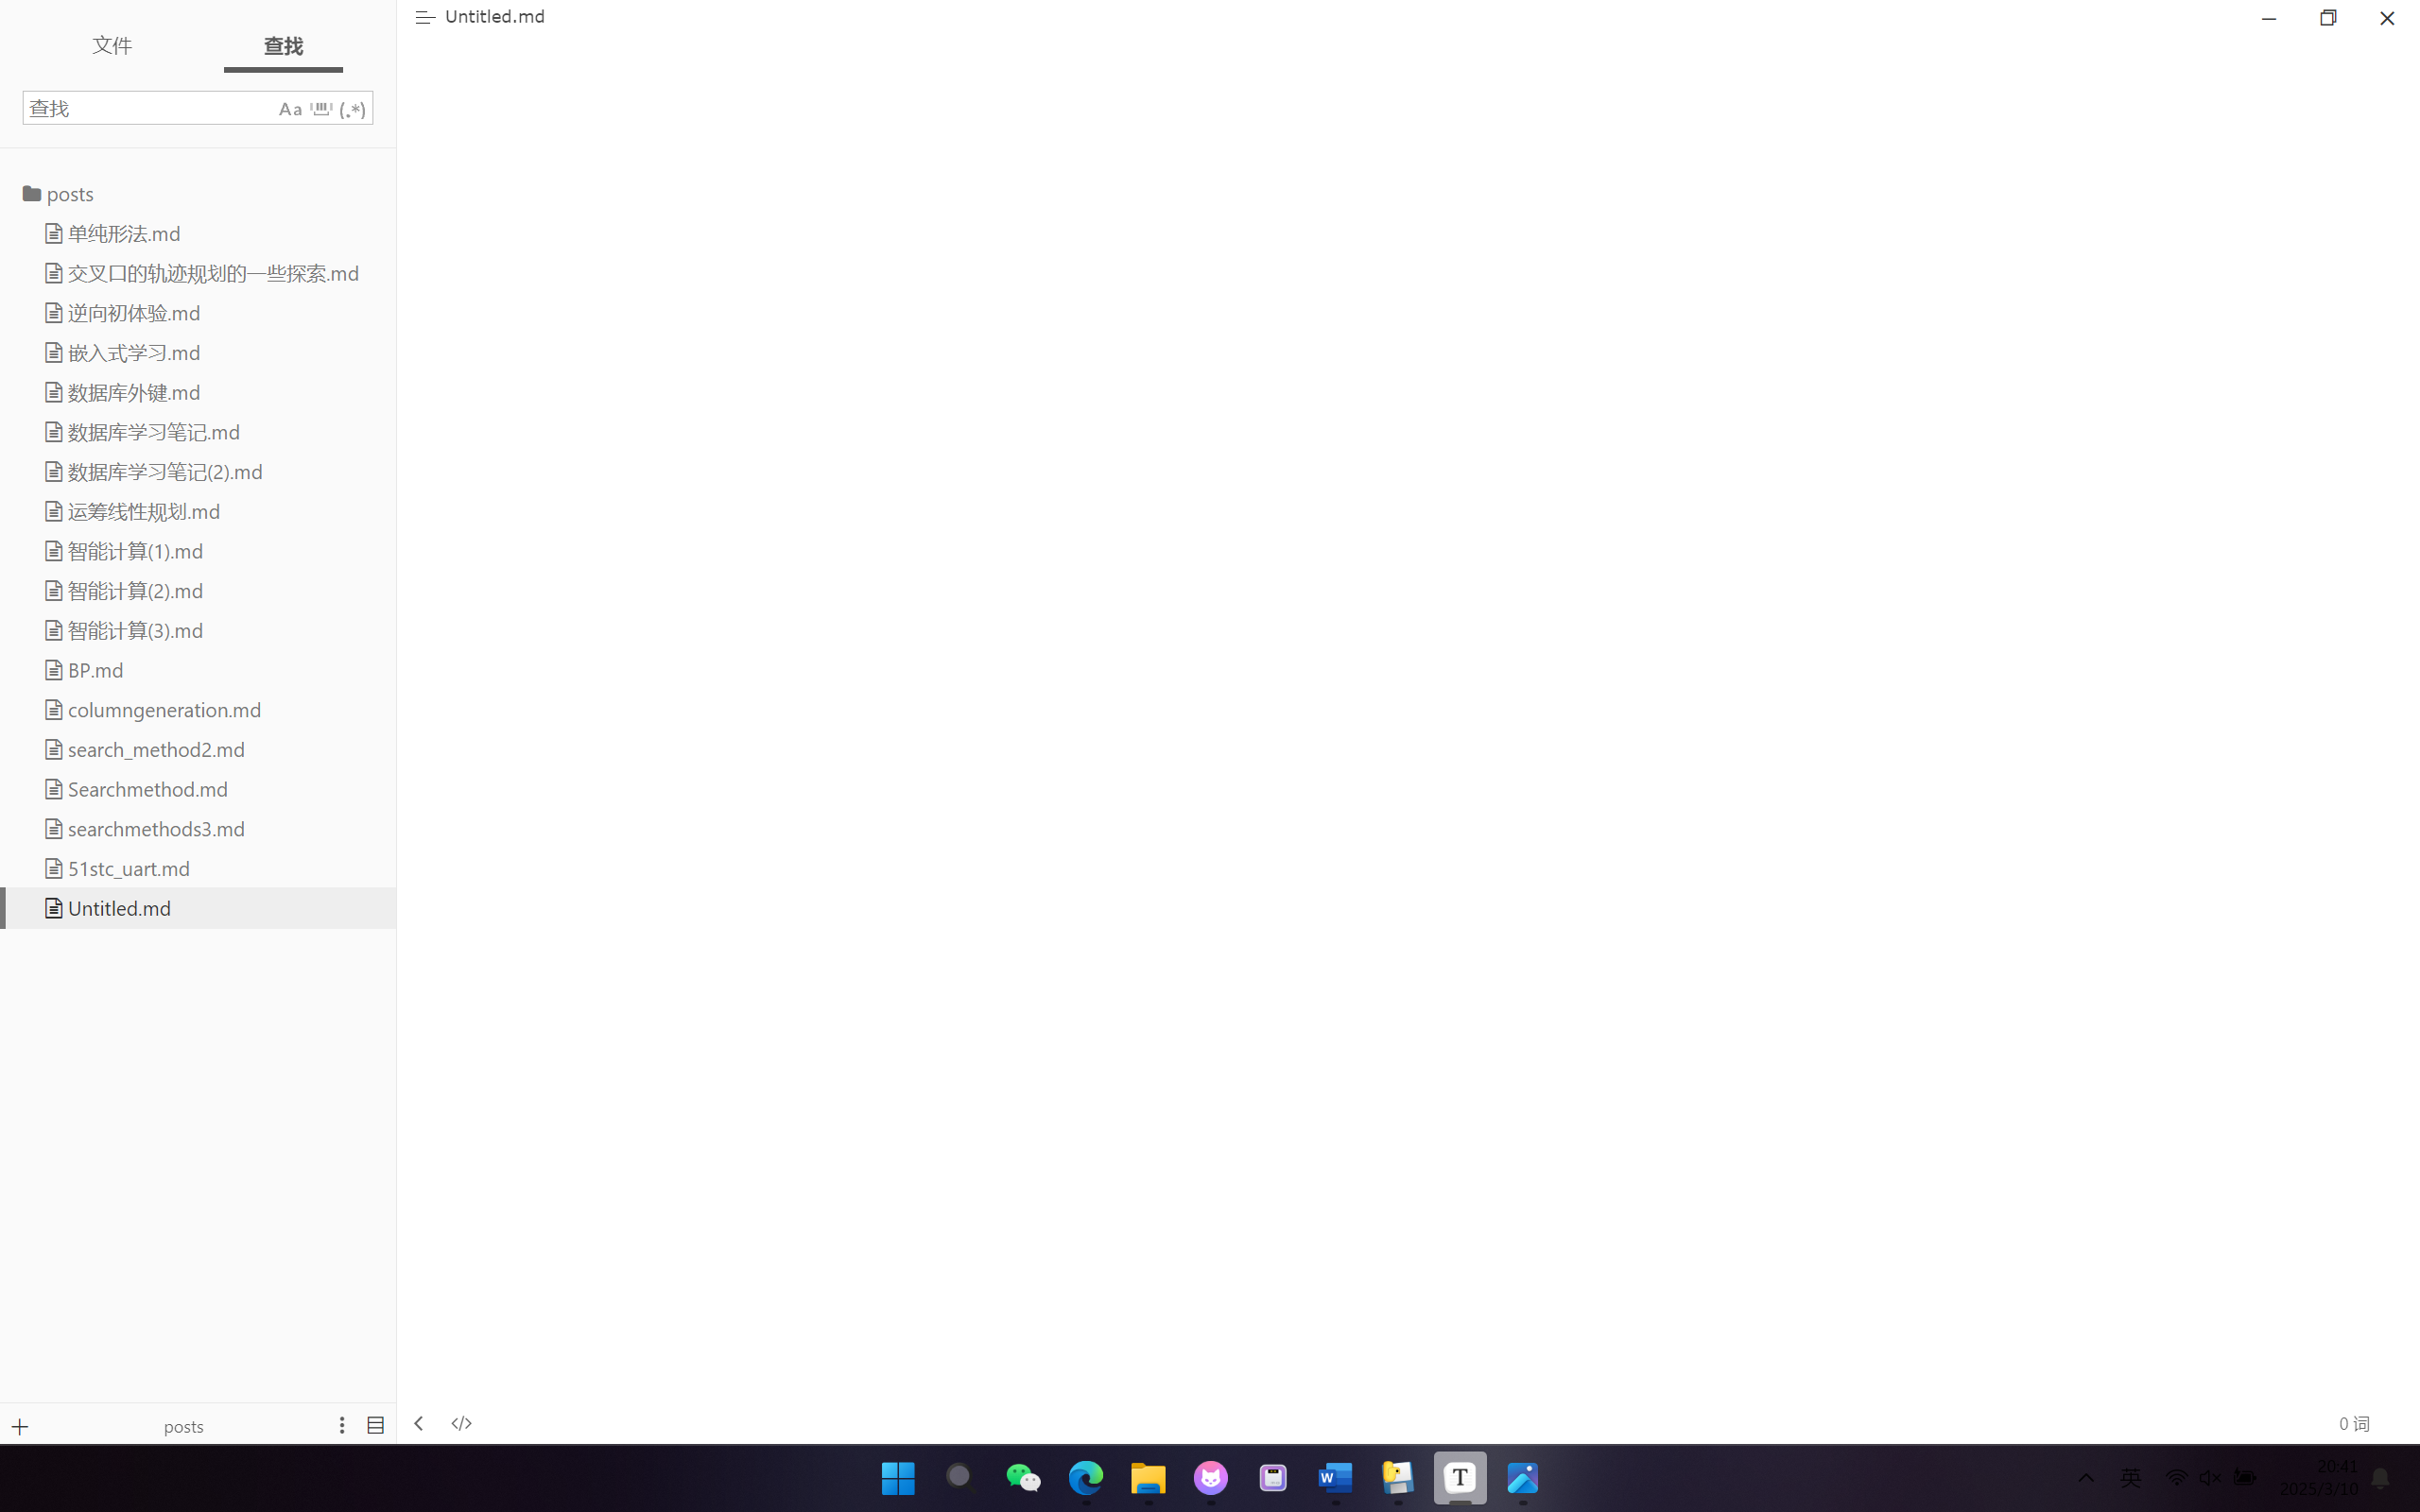 文件 查找
Untitled.md
查找 Aa (.*)
posts
单纯形法.md
交叉口的轨迹规划的一些探索.md
逆向初体验.md
嵌入式学习.md
数据库外键.md
数据库学习笔记.md
数据库学习笔记(2).md
运筹线性规划.md
智能计算(1).md
智能计算(2).md
智能计算(3).md
BP.md
columngeneration.md
search_method2.md
Searchmethod.md
searchmethods3.md
51stc_uart.md
Untitled.md
posts
</>
0 词
W
T
英
20:41
2025/3/10